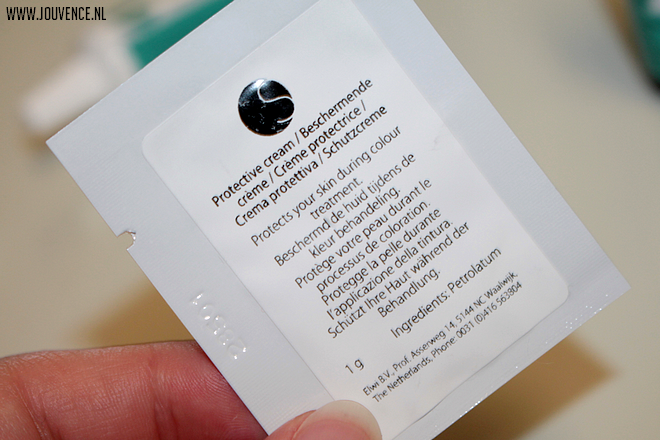 WWW.JOUVENCE.NL
Protective cream / Beschermende
crème / Crème protectrice /
Crema protettiva / Schutzcreme
Protects your skin during colour
treatment.
Beschermd de huid tijdens de
kleur behandeling.
Protège votre peau durant le
processus de coloration.
Protegge la pelle durante
l'applicazione della tintura.
Schützt Ihre Haut während der
Behandlung.
Ingredients: Petrolatum
1 g
Elwi B.V., Prof. Asserweg 14, 5144 NC Waalwijk
The Netherlands, Phone: 0031 (0)416 563804